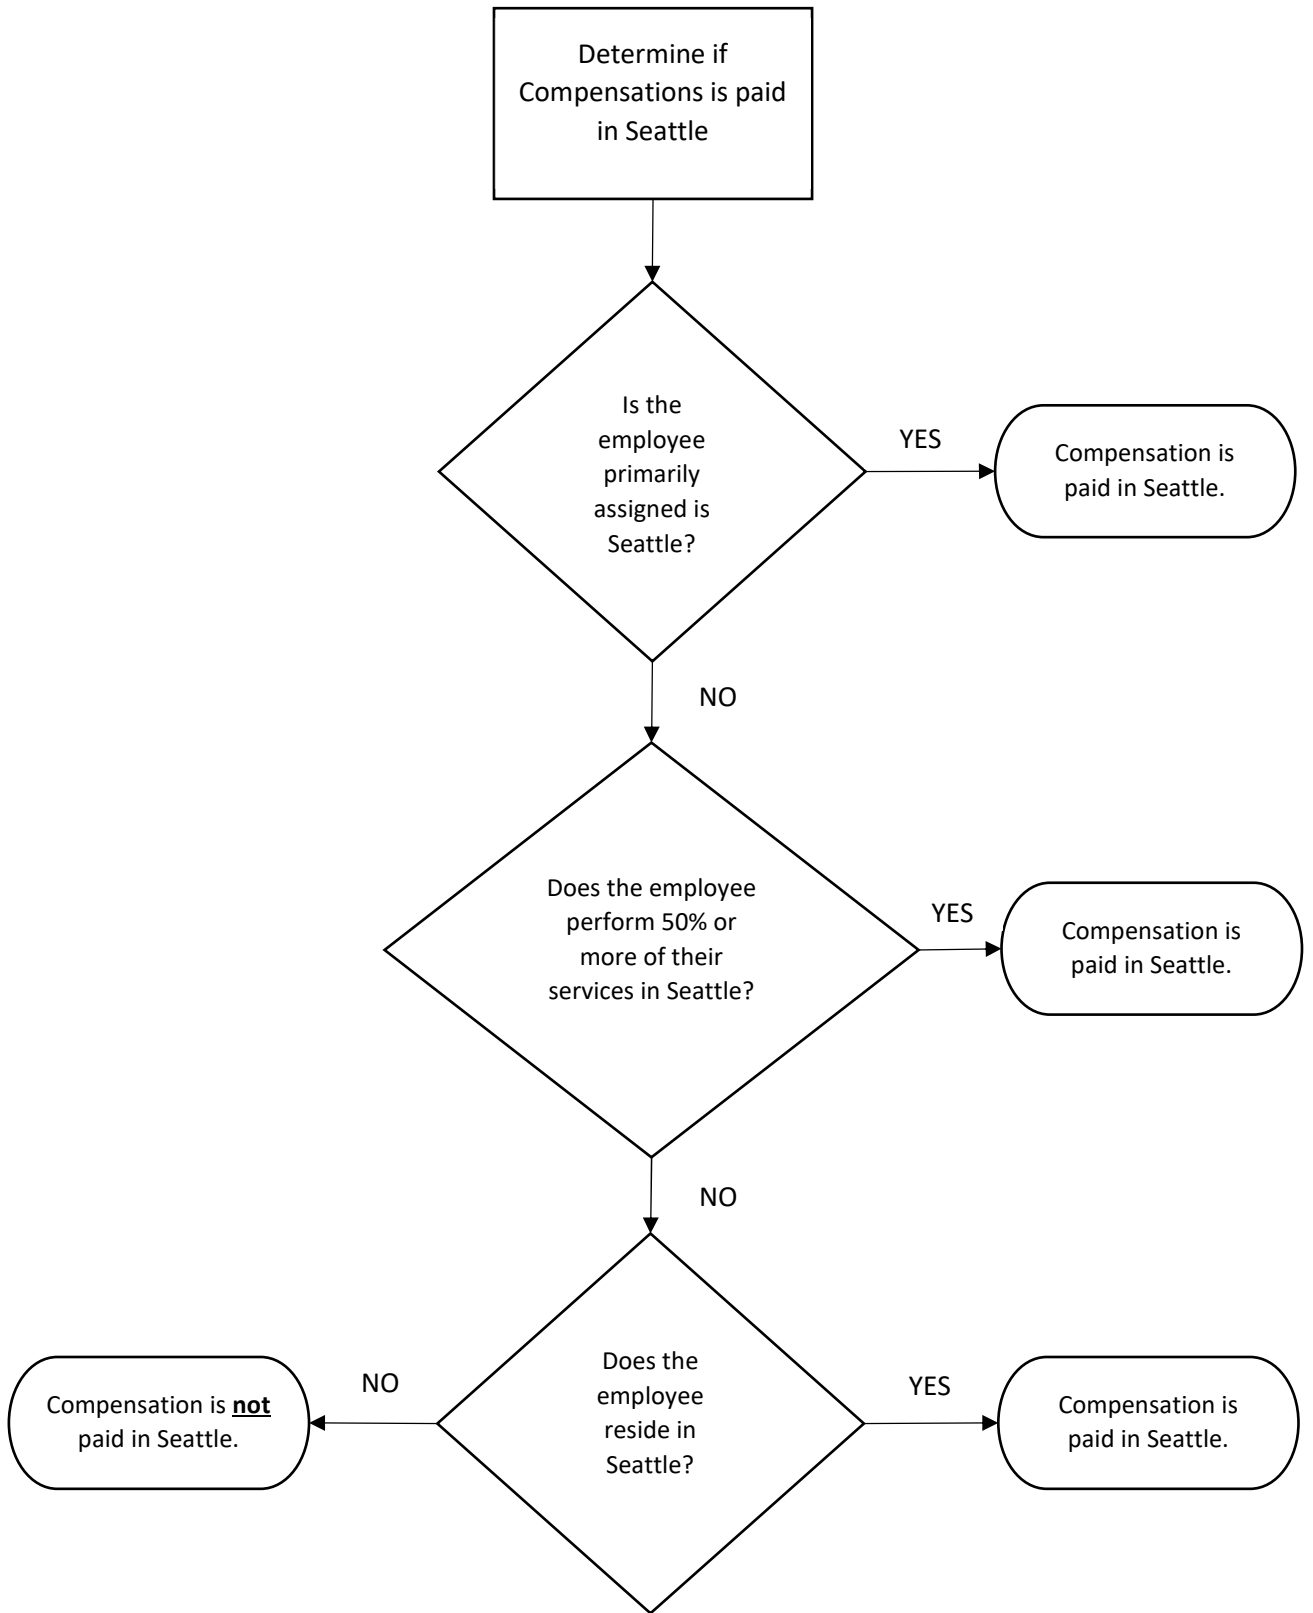 Determine if
Compensations is paid
in Seattle
Is the
employee
primarily
assigned is
Seattle?
YES
Compensation is
paid in Seattle.
NO
Does the employee
perform 50% or
more of their
services in Seattle?
YES
Compensation is
paid in Seattle.
NO
Does the
employee
reside in
Seattle?
NO
Compensation is not
paid in Seattle.
YES
Compensation is
paid in Seattle.